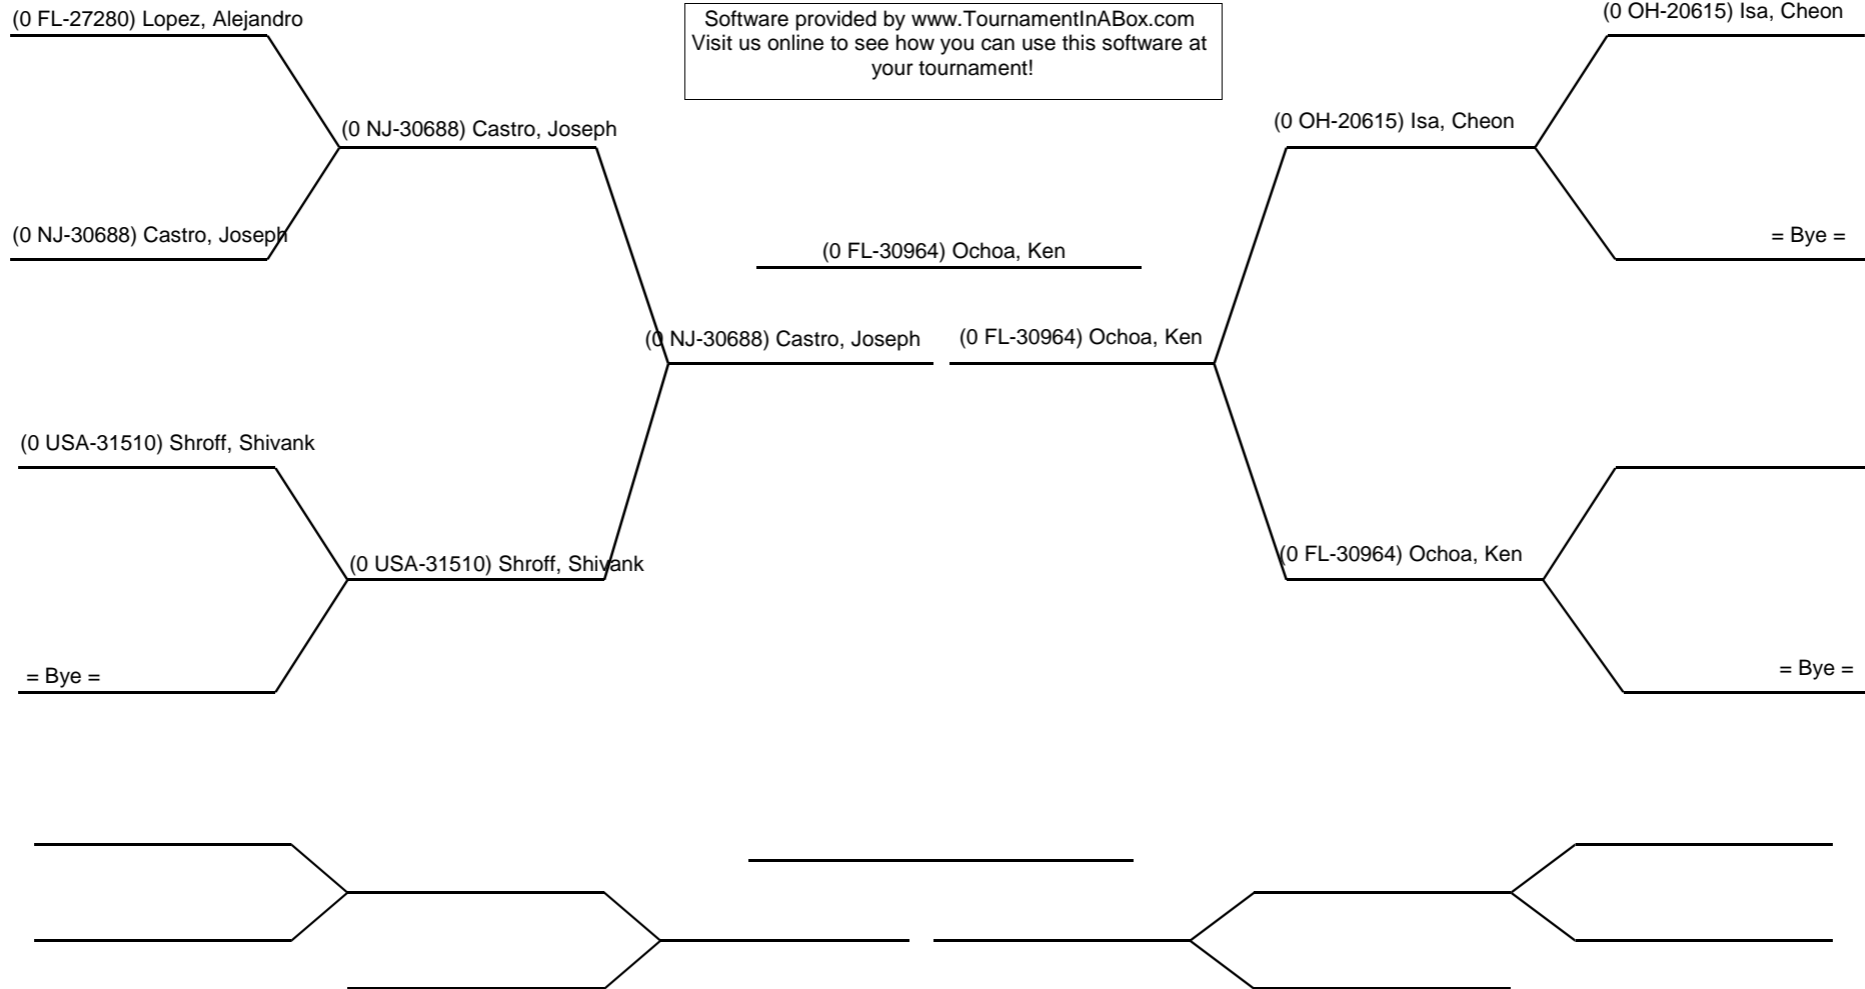 (0 FL-27280) Lopez, Alejandro
Software provided by www.TournamentInABox.com
Visit us online to see how you can use this software at
your tournament!
(0 OH-20615) Isa, Cheon
(0 NJ-30688) Castro, Joseph
(0 OH-20615) Isa, Cheon
(0 NJ-30688) Castro, Joseph
(0 FL-30964) Ochoa, Ken
= Bye =
(0 NJ-30688) Castro, Joseph
(0 FL-30964) Ochoa, Ken
(0 USA-31510) Shroff, Shivank
(0 USA-31510) Shroff, Shivank
(0 FL-30964) Ochoa, Ken
= Bye =
= Bye =